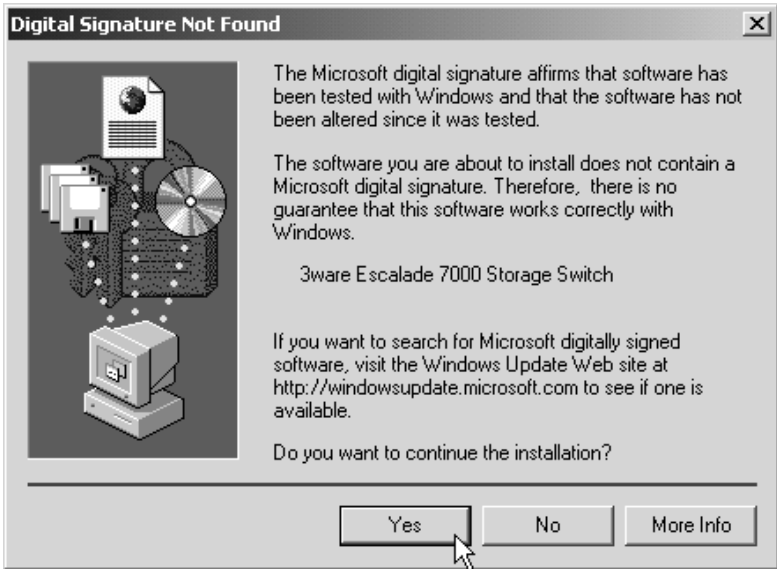 Digital Signature Not Found
The Microsoft digital signature affirms that software has
been tested with Windows and that the software has not
been altered since it was tested.
The software you are about to install does not contain a
Microsoft digital signature. Therefore,  there is no
guarantee that this software works correctly with
Windows.
3ware Escalade 7000 Storage Switch
If you want to search for Microsoft digitally signed
software, visit the Windows Update Web site at
http://windowsupdate.microsoft.com to see if one is
available.
Do you want to continue the installation?
Yes No More Info